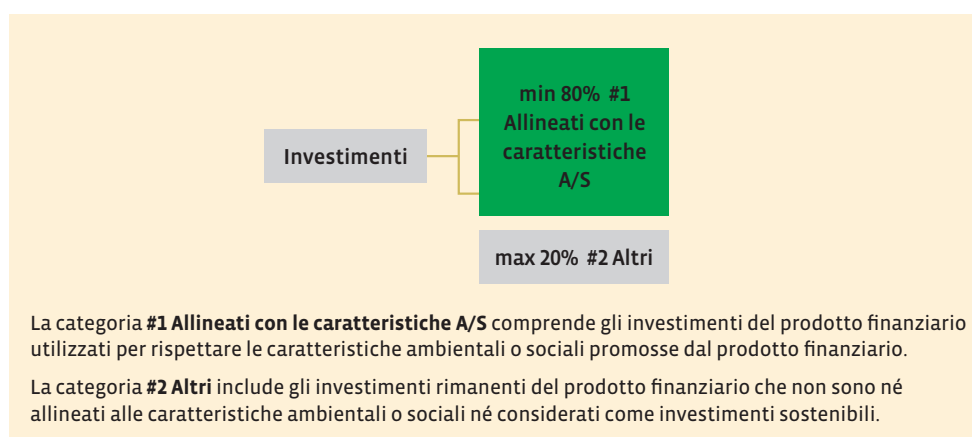 min 80% #1
Allineati con le
caratteristiche
A/S
Investimenti
max 20% #2 Altri
La categoria #1 Allineati con le caratteristiche A/S comprende gli investimenti del prodotto finanziario
utilizzati per rispettare le caratteristiche ambientali o sociali promosse dal prodotto finanziario.
La categoria #2 Altri include gli investimenti rimanenti del prodotto finanziario che non sono né
allineati alle caratteristiche ambientali o sociali né considerati come investimenti sostenibili.